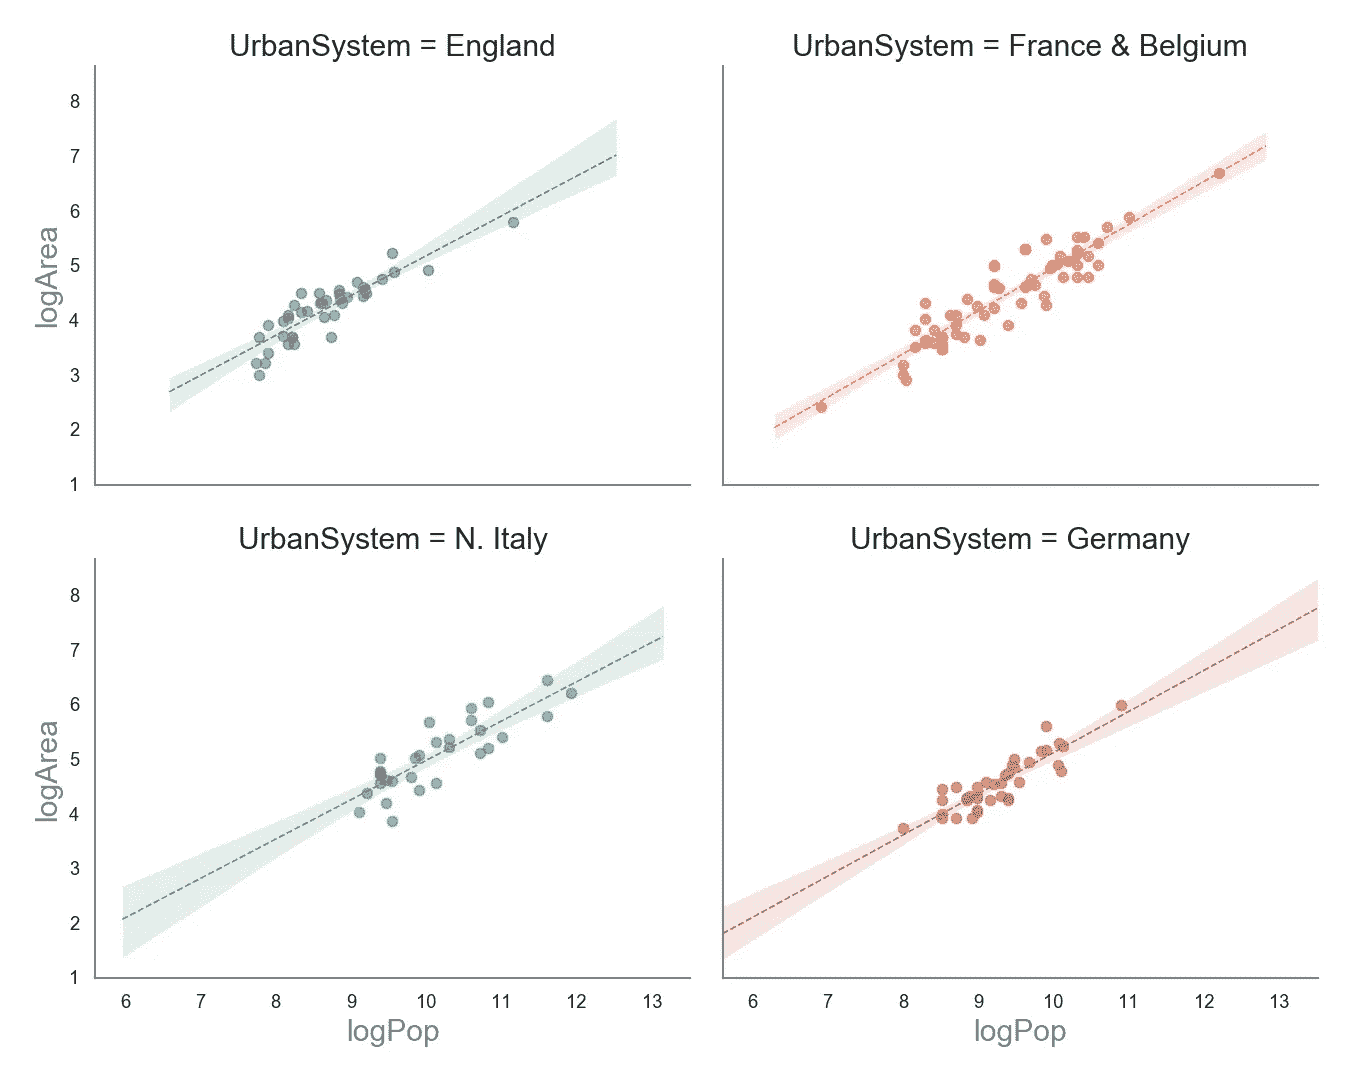 UrbanSystem = England
UrbanSystem = France & Belgium
8
7
6
5
4
3
2
1
logArea
UrbanSystem = N. Italy
UrbanSystem = Germany
8
7
6
5
4
3
2
1
logArea
6 7 8 9 10 11 12 13
6 7 8 9 10 11 12 13
logPop
logPop